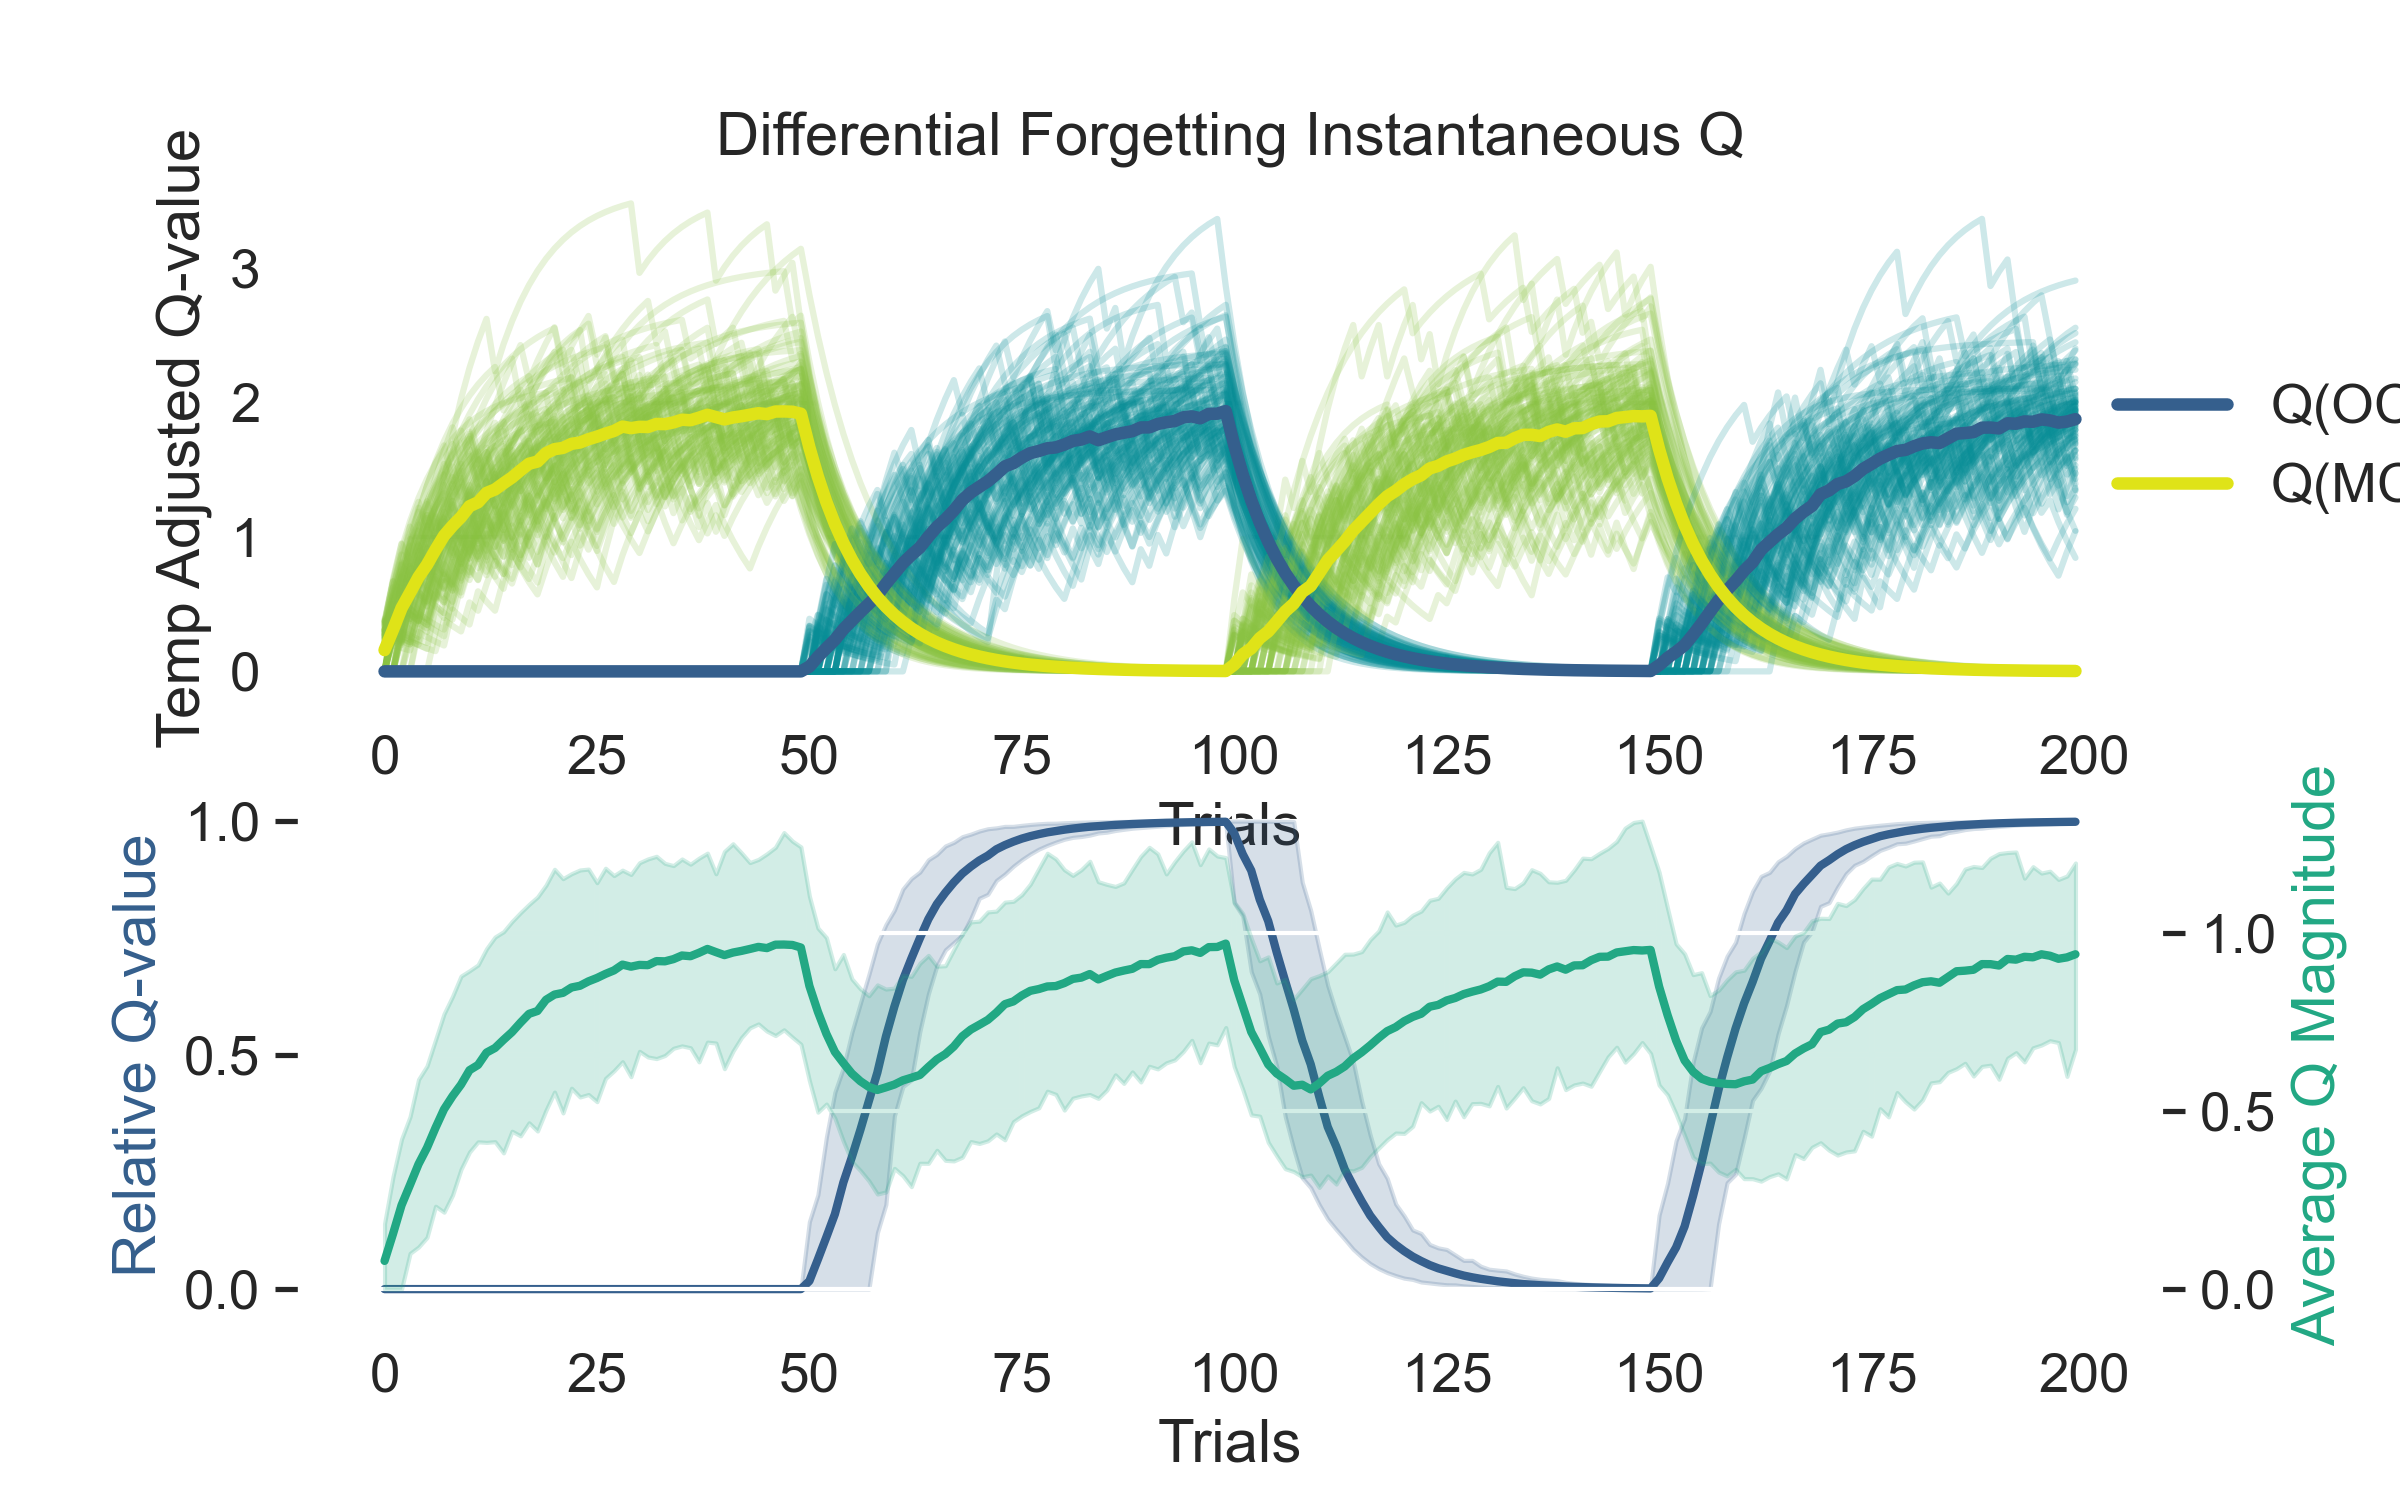 Differential Forgetting Instantaneous Q
Temp Adjusted Q-value
3
2
1
0
0 25 50 75 100 125 150 175 200
Trials
Q(OC
Q(MC
Relative Q-value
1.0
0.5
0.0
Average Q Magnitude
1.0
0.5
0.0
0 25 50 75 100 125 150 175 200
Trials